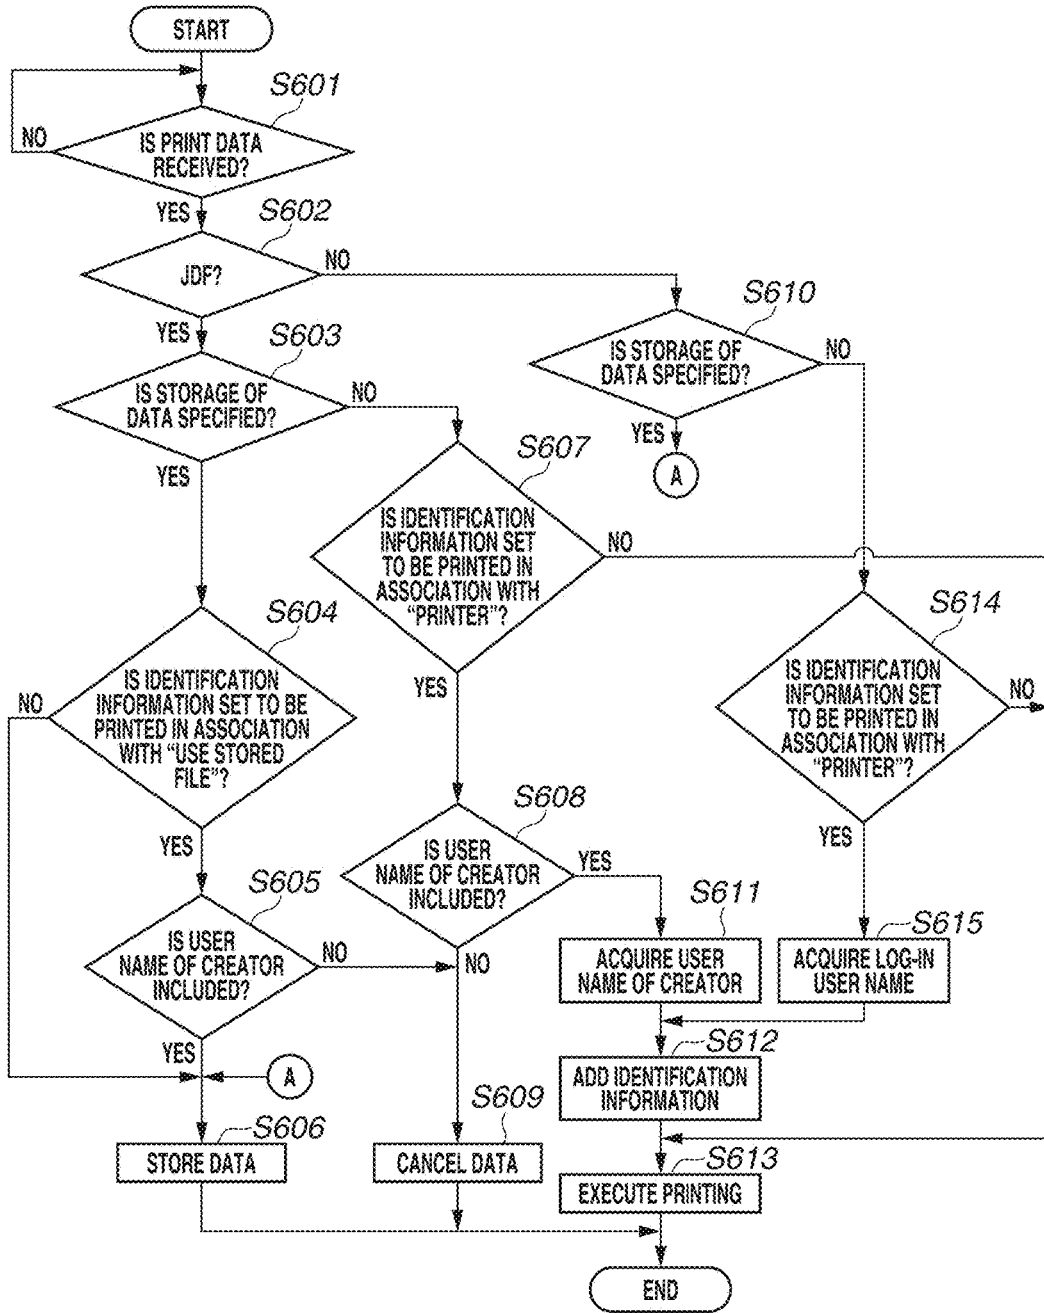 START
S601
NO
IS PRINT DATA
RECEIVED?
YES
S602
JDF?
NO
YES
S603
IS STORAGE OF
DATA SPECIFIED?
NO
YES
S610
IS STORAGE OF
DATA SPECIFIED?
NO
YES
A
S607
IS IDENTIFICATION
INFORMATION SET
TO BE PRINTED IN
ASSOCIATION WITH
“PRINTER”?
NO
YES
S604
IS IDENTIFICATION
INFORMATION SET TO BE
PRINTED IN ASSOCIATION
WITH “USE STORED
FILE”?
NO
YES
S614
IS IDENTIFICATION
INFORMATION SET
TO BE PRINTED IN
ASSOCIATION WITH
“PRINTER”?
NO
YES
S608
IS USER
NAME OF CREATOR
INCLUDED?
YES
NO
S605
IS USER
NAME OF CREATOR
INCLUDED?
NO
YES
A
S611
ACQUIRE USER
NAME OF CREATOR
S615
ACQUIRE LOG-IN
USER NAME
S612
ADD IDENTIFICATION
INFORMATION
S606
STORE DATA
S609
CANCEL DATA
S613
EXECUTE PRINTING
END